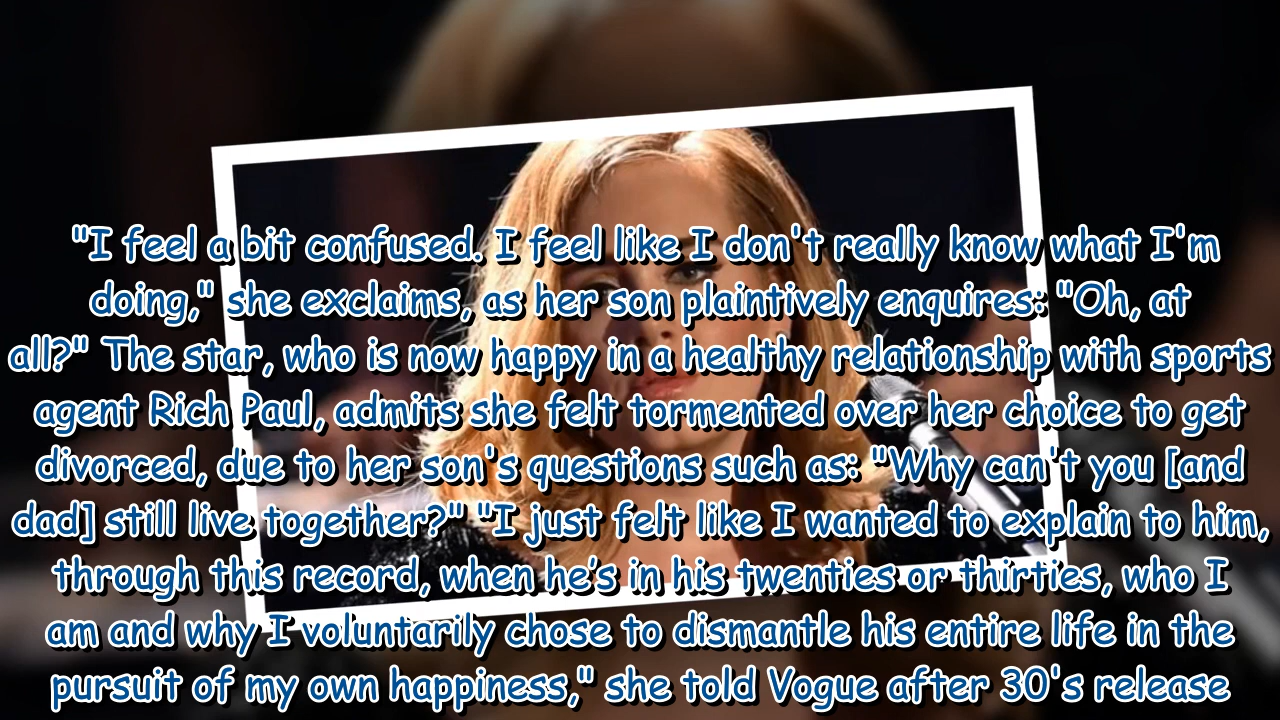 "I feel a bit confused. I feel like I don't really know what I'm
doing," she exclaims, as her son plaintively enquires: "Oh, at
all?" The star, who is now happy in a healthy relationship with sports
agent Rich Paul, admits she felt tormented over her choice to get
divorced, due to her son's questions such as: "Why can't you [and
dad] still live together?" "I just felt like I wanted to explain to him,
through this record, when he’s in his twenties or thirties, who I
am and why I voluntarily chose to dismantle his entire life in the
pursuit of my own happiness," she told Vogue after 30's release